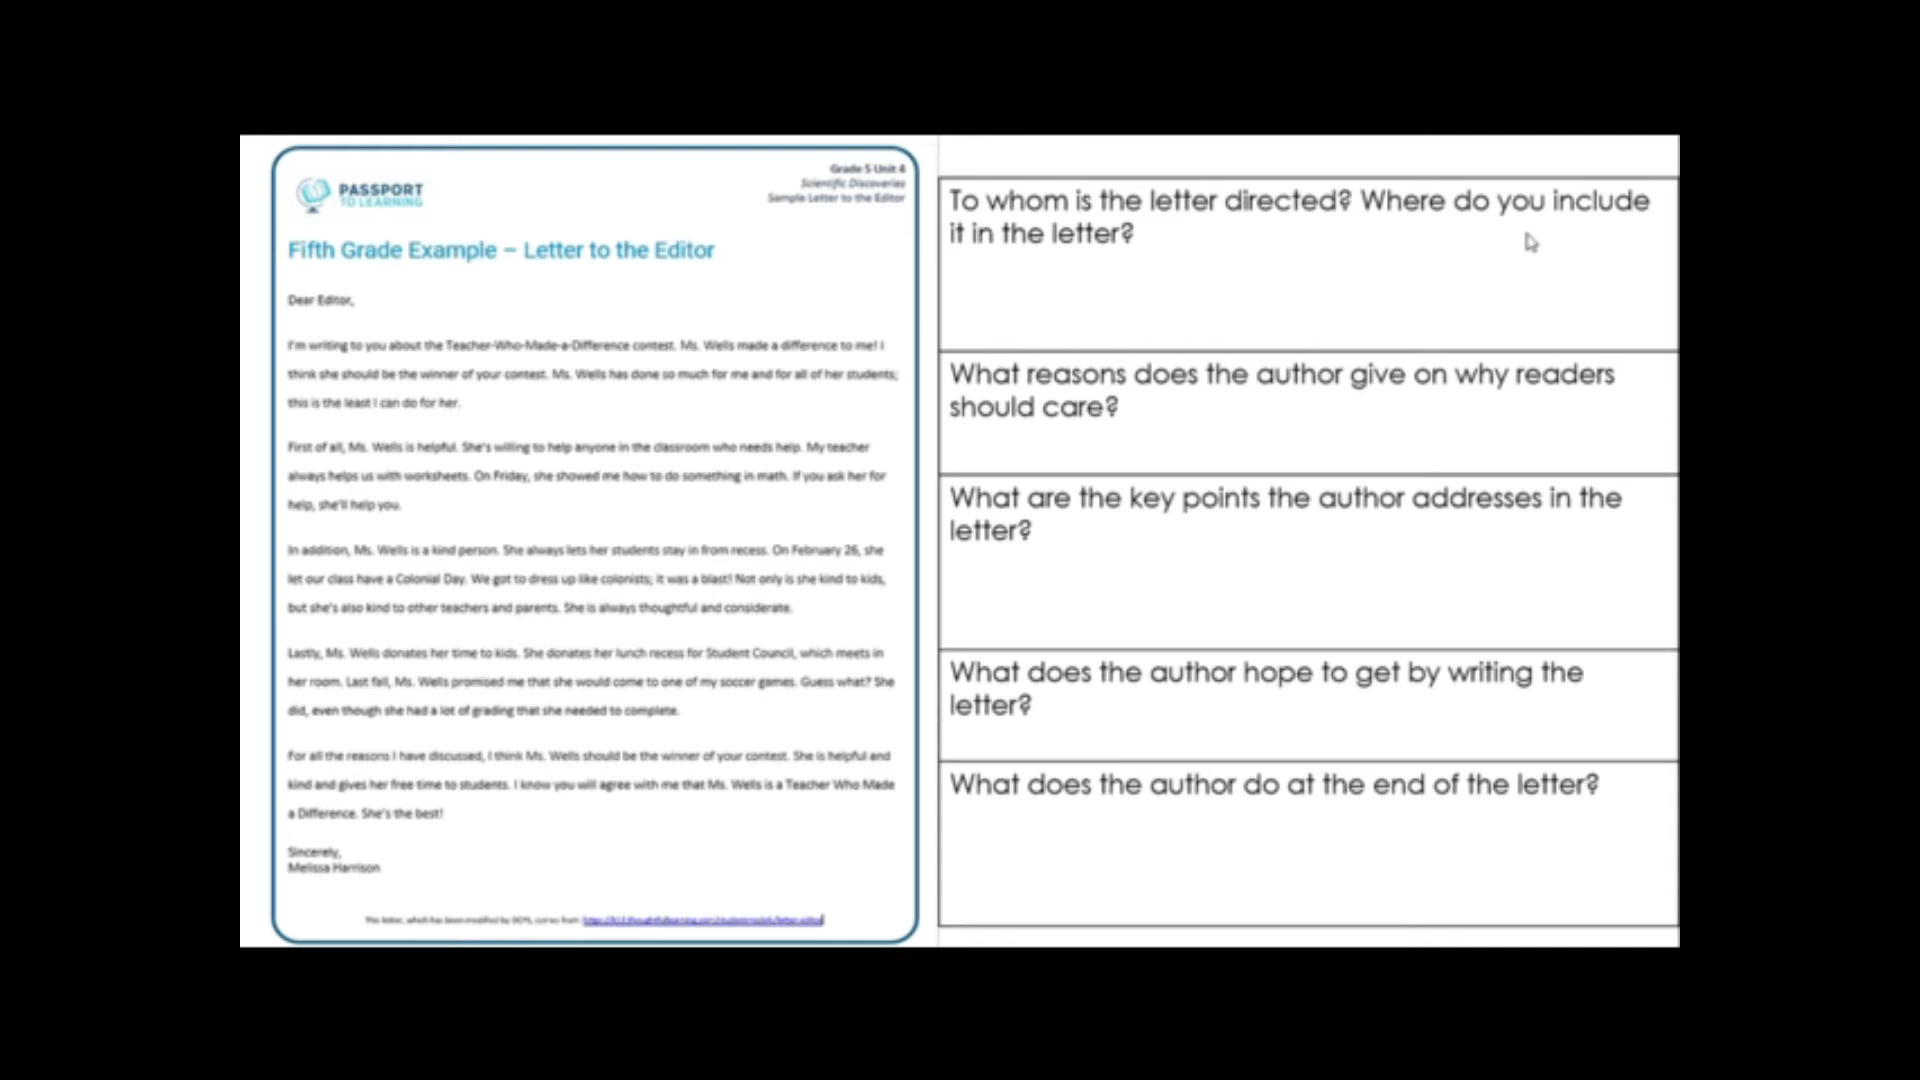 PASSPORT
TO LEARNING
Grade 5 Unit 4
Scientific Discoveries
Sample Letter to the Editor
Fifth Grade Example – Letter to the Editor
Dear Editor,
I'm writing to you about the Teacher-Who-Made-a-Difference contest. Ms. Wells made a difference to me! I
think she should be the winner of your contest. Ms. Wells has done so much for me and for all of her students;
this is the least I can do for her.
First of all, Ms. Wells is helpful. She's willing to help anyone in the classroom who needs help. My teacher
always helps us with worksheets. On Friday, she showed me how to do something in math. If you ask her for
help, she'll help you.
In addition, Ms. Wells is a kind person. She always lets her students stay in from recess. On February 26, she
let our class have a Colonial Day. We got to dress up like colonists; it was a blast! Not only is she kind to kids,
but she's also kind to other teachers and parents. She is always thoughtful and considerate.
Lastly, Ms. Wells donates her time to kids. She donates her lunch recess for Student Council, which meets in
her room. Last fall, Ms. Wells promised me that she would come to one of my soccer games. Guess what? She
did, even though she had a lot of grading that she needed to complete.
For all the reasons I have discussed, I think Ms. Wells should be the winner of your contest. She is helpful and
kind and gives her free time to students. I know you will agree with me that Ms. Wells is a Teacher Who Made
a Difference. She's the best!
Sincerely,
Melissa Harrison
This letter, which has been modified by comes from
To whom is the letter directed? Where do you include
it in the letter?
What reasons does the author give on why readers
should care?
What are the key points the author addresses in the
letter?
What does the author hope to get by writing the
letter?
What does the author do at the end of the letter?